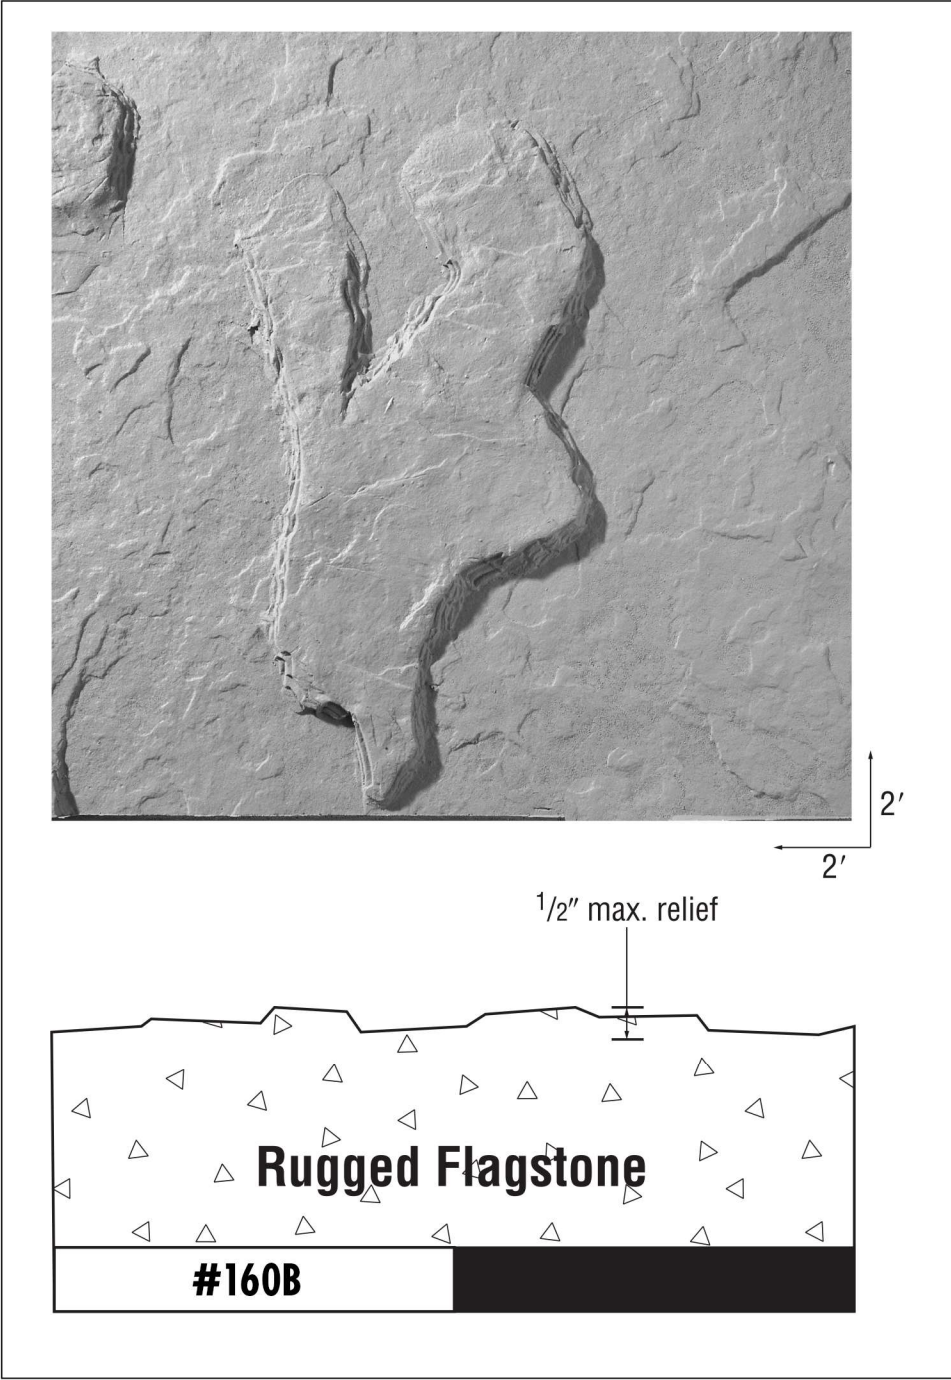 2′
2′
1/2″ max. relief
Rugged Flagstone
#160B